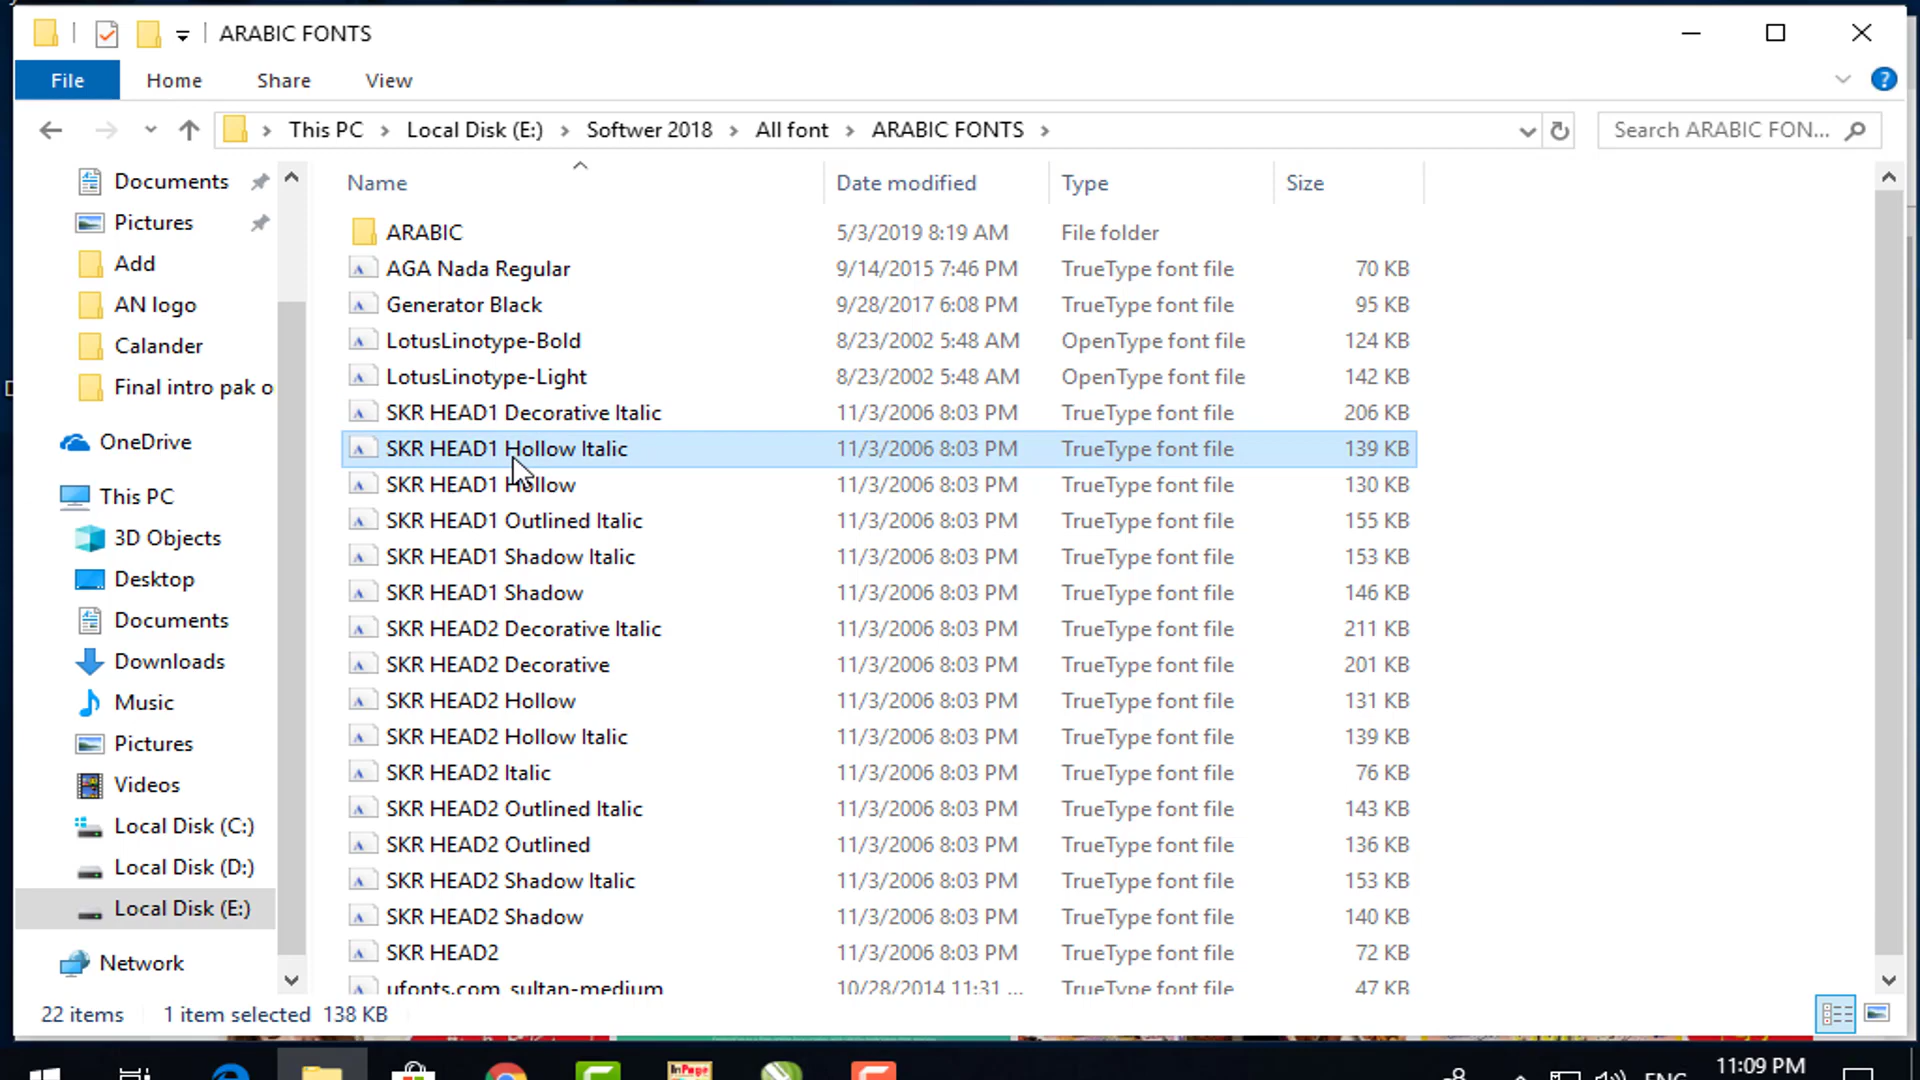 ARABIC FONTS
File Home Share View
This PC Local Disk (E:) Softwer 2018 All font ARABIC FONTS
Search ARABIC FON...
Documents
Pictures
Add
AN logo
Calander
Final intro pak o
OneDrive
This PC
3D Objects
Desktop
Documents
Downloads
Music
Pictures
Videos
Local Disk (C:)
Local Disk (D:)
Local Disk (E:)
Network
Name Date modified Type Size
ARABIC 5/3/2019 8:19 AM File folder
AGA Nada Regular 9/14/2015 7:46 PM TrueType font file 70 KB
Generator Black 9/28/2017 6:08 PM TrueType font file 95 KB
LotusLinotype-Bold 8/23/2002 5:48 AM OpenType font file 124 KB
LotusLinotype-Light 8/23/2002 5:48 AM OpenType font file 142 KB
SKR HEAD1 Decorative Italic 11/3/2006 8:03 PM TrueType font file 206 KB
SKR HEAD1 Hollow Italic 11/3/2006 8:03 PM TrueType font file 139 KB
SKR HEAD1 Hollow 11/3/2006 8:03 PM TrueType font file 130 KB
SKR HEAD1 Outlined Italic 11/3/2006 8:03 PM TrueType font file 155 KB
SKR HEAD1 Shadow Italic 11/3/2006 8:03 PM TrueType font file 153 KB
SKR HEAD1 Shadow 11/3/2006 8:03 PM TrueType font file 146 KB
SKR HEAD2 Decorative Italic 11/3/2006 8:03 PM TrueType font file 211 KB
SKR HEAD2 Decorative 11/3/2006 8:03 PM TrueType font file 201 KB
SKR HEAD2 Hollow 11/3/2006 8:03 PM TrueType font file 131 KB
SKR HEAD2 Hollow Italic 11/3/2006 8:03 PM TrueType font file 139 KB
SKR HEAD2 Italic 11/3/2006 8:03 PM TrueType font file 76 KB
SKR HEAD2 Outlined Italic 11/3/2006 8:03 PM TrueType font file 143 KB
SKR HEAD2 Outlined 11/3/2006 8:03 PM TrueType font file 136 KB
SKR HEAD2 Shadow Italic 11/3/2006 8:03 PM TrueType font file 153 KB
SKR HEAD2 Shadow 11/3/2006 8:03 PM TrueType font file 140 KB
SKR HEAD2 11/3/2006 8:03 PM TrueType font file 72 KB
ufonts.com_sultan-medium 10/28/2014 11:31 ... TrueType font file 47 KB
22 items 1 item selected 138 KB
InPage
ENG
11:09 PM